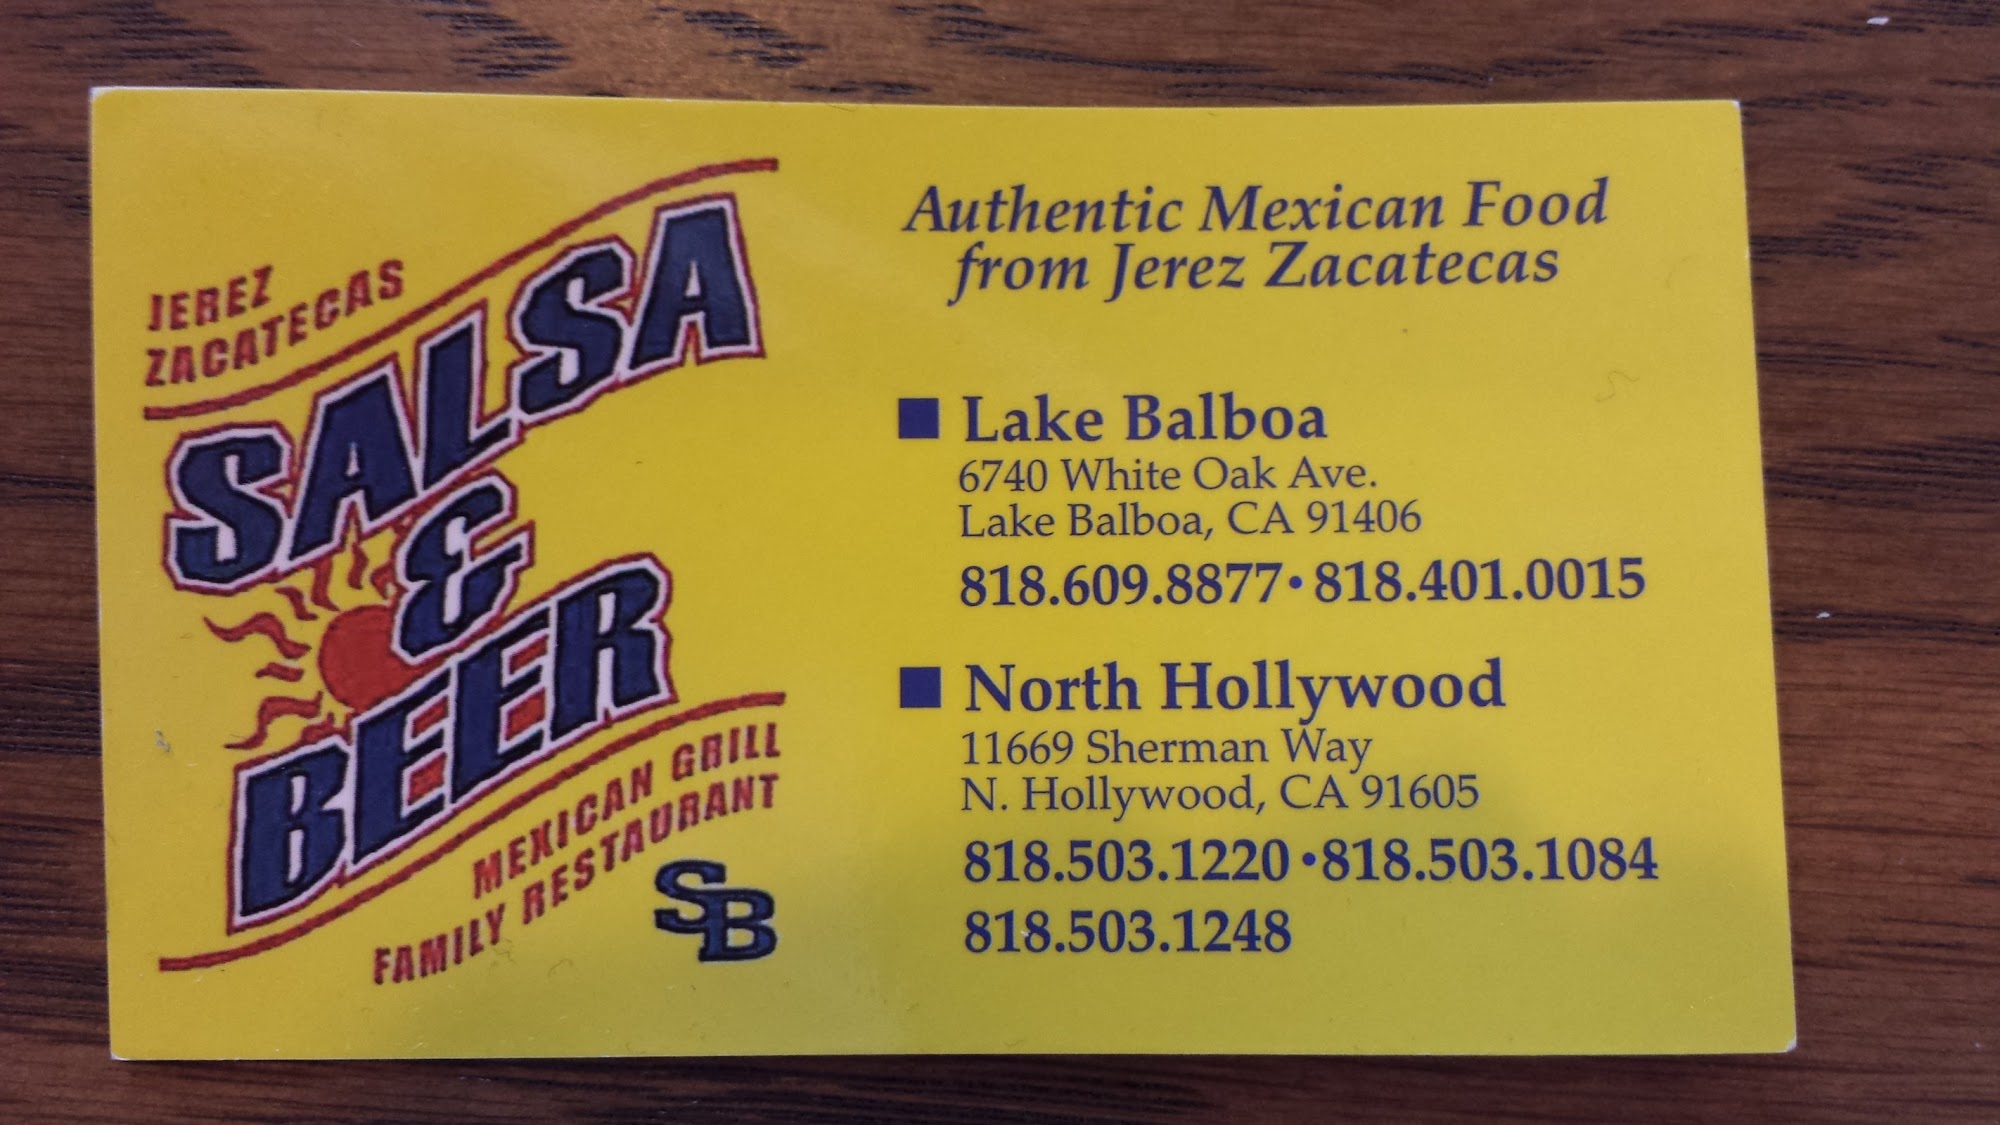 JEREZ
ZACATECAS
SALSA
&
BEER
MEXICAN GRILL
FAMILY RESTAURANT
SB
Authentic Mexican Food
from Jerez Zacatecas
Lake Balboa
6740 White Oak Ave.
Lake Balboa, CA 91406
818.609.8877•818.401.0015
North Hollywood
11669 Sherman Way
N. Hollywood, CA 91605
818.503.1220•818.503.1084
818.503.1248